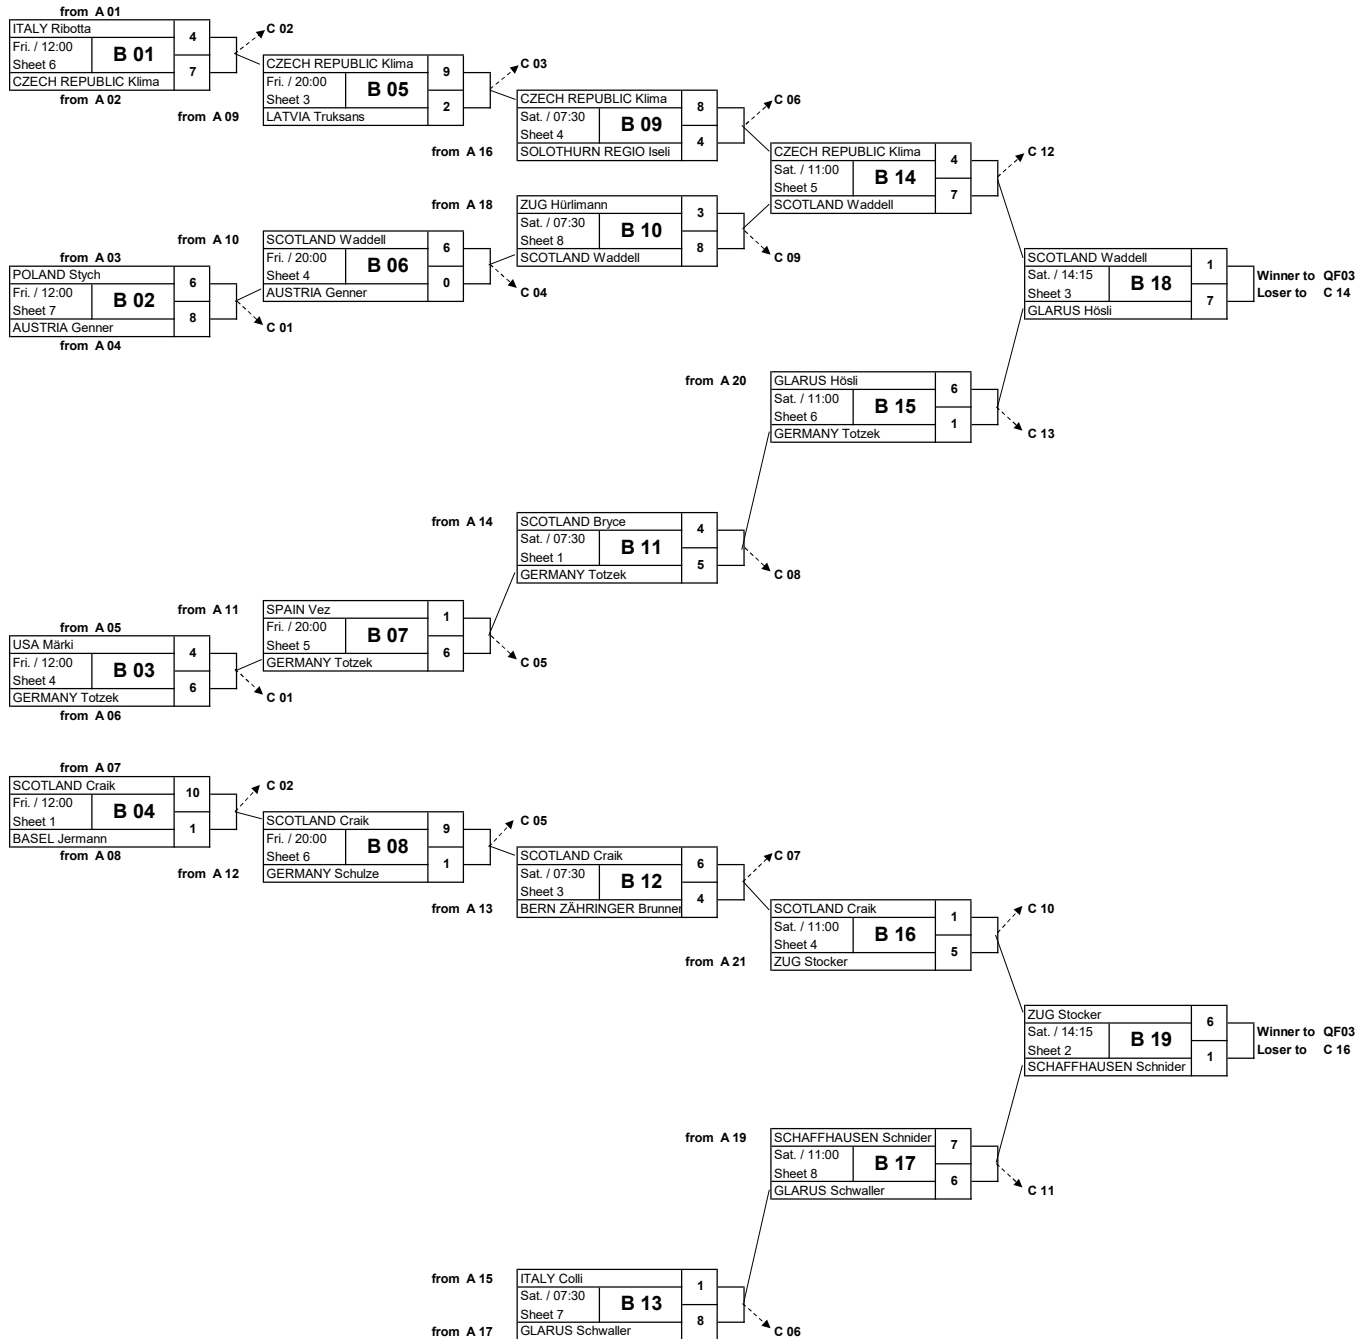 from A 01
ITALY Ribotta
4
Fri. / 12:00
B 01
Sheet 6
7
CZECH REPUBLIC Klima
from A 02
C 02
CZECH REPUBLIC Klima
9
Fri. / 20:00
B 05
Sheet 3
2
LATVIA Truksans
from A 09
C 03
CZECH REPUBLIC Klima
8
Sat. / 07:30
B 09
Sheet 4
4
SOLOTHURN REGIO Iseli
from A 16
C 06
CZECH REPUBLIC Klima
4
Sat. / 11:00
B 14
Sheet 5
7
SCOTLAND Waddell
C 12
from A 18
ZUG Hürlimann
3
Sat. / 07:30
B 10
Sheet 8
8
SCOTLAND Waddell
C 09
from A 10
SCOTLAND Waddell
6
Fri. / 20:00
B 06
Sheet 4
0
AUSTRIA Genner
C 04
from A 03
POLAND Stych
6
Fri. / 12:00
B 02
Sheet 7
8
AUSTRIA Genner
from A 04
C 01
SCOTLAND Waddell
1
Sat. / 14:15
B 18
Sheet 3
7
GLARUS Hösli
Winner to QF03
Loser to C 14
from A 20
GLARUS Hösli
6
Sat. / 11:00
B 15
Sheet 6
1
GERMANY Totzek
C 13
from A 14
SCOTLAND Bryce
4
Sat. / 07:30
B 11
Sheet 1
5
GERMANY Totzek
C 08
from A 11
SPAIN Vez
1
Fri. / 20:00
B 07
Sheet 5
6
GERMANY Totzek
C 05
from A 05
USA Märki
4
Fri. / 12:00
B 03
Sheet 4
6
GERMANY Totzek
from A 06
C 01
from A 07
SCOTLAND Craik
10
Fri. / 12:00
B 04
Sheet 1
1
BASEL Jermann
from A 08
C 02
SCOTLAND Craik
9
Fri. / 20:00
B 08
Sheet 6
1
GERMANY Schulze
from A 12
C 05
SCOTLAND Craik
6
Sat. / 07:30
B 12
Sheet 3
4
BERN ZÄHRINGER Brunner
from A 13
C 07
SCOTLAND Craik
1
Sat. / 11:00
B 16
Sheet 4
5
ZUG Stocker
from A 21
C 10
ZUG Stocker
6
Sat. / 14:15
B 19
Sheet 2
1
SCHAFFHAUSEN Schnider
Winner to QF03
Loser to C 16
from A 19
SCHAFFHAUSEN Schnider
7
Sat. / 11:00
B 17
Sheet 8
6
GLARUS Schwaller
C 11
from A 15
ITALY Colli
1
Sat. / 07:30
B 13
Sheet 7
8
GLARUS Schwaller
from A 17
C 06